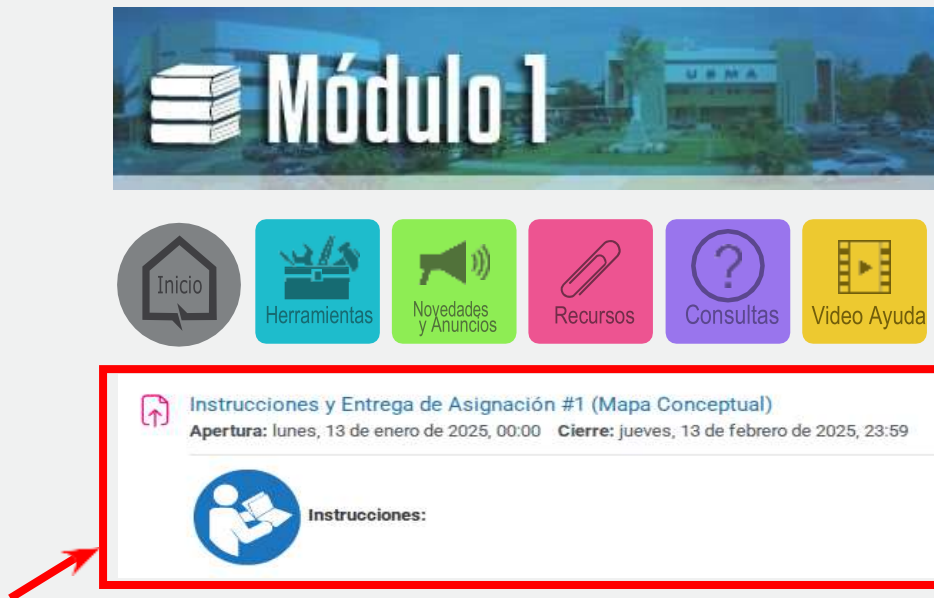 Módulo 1
U S M A
Inicio
Herramientas
Novedades
y Anuncios
Recursos
Consultas
Video Ayuda
Instrucciones y Entrega de Asignación #1 (Mapa Conceptual)
Apertura: lunes, 13 de enero de 2025, 00:00 Cierre: jueves, 13 de febrero de 2025, 23:59
Instrucciones: